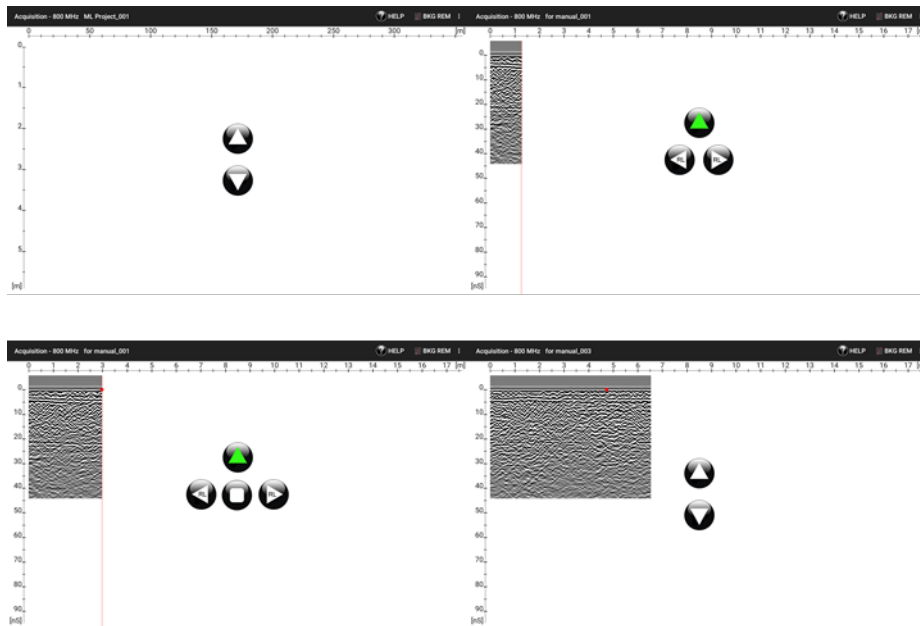 Acquisition - 800 MHz ML Project_001 HELP BKG REM
0 50 100 150 200 250 300 [m]
0
1
2
3
4
5
[m]
Acquisition - 800 MHz for manual_001 HELP BKG REM
0 1 2 3 4 5 6 7 8 9 10 11 12 13 14 15 16 17
0
10
20
30
40
50
60
70
80
90
[nS]
RL RL
Acquisition - 800 MHz for manual_001 HELP BKG REM
0 1 2 3 4 5 6 7 8 9 10 11 12 13 14 15 16 17 [m]
0
10
20
30
40
50
60
70
80
90
[nS]
RL RL
Acquisition - 800 MHz for manual_003 HELP BKG REM
0 1 2 3 4 5 6 7 8 9 10 11 12 13 14 15 16 17
0
10
20
30
40
50
60
70
80
90
[nS]